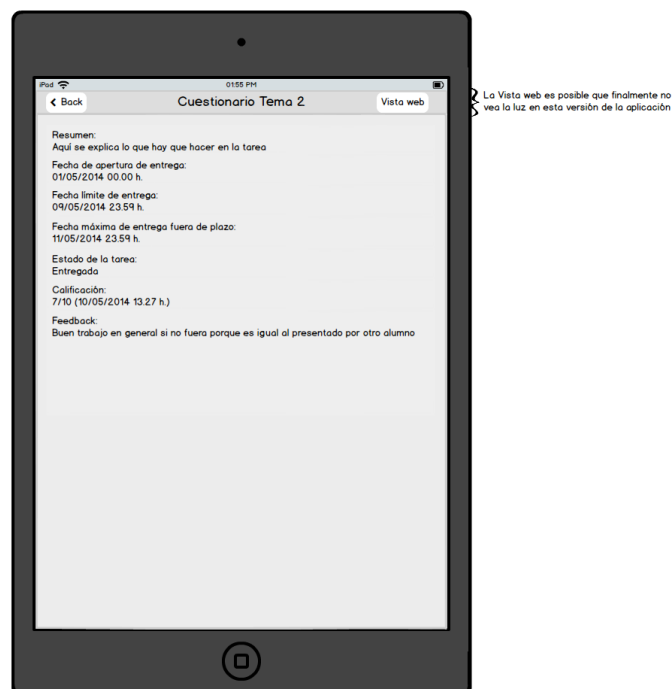 iPad
01:55 PM
Back
Cuestionario Tema 2
Vista web
La Vista web es posible que finalmente no
vea la luz en esta versión de la aplicación
Resumen:
Aquí se explica lo que hay que hacer en la tarea
Fecha de apertura de entrega:
01/05/2014 00.00 h.
Fecha límite de entrega:
09/05/2014 23.59 h.
Fecha máxima de entrega fuera de plazo:
11/05/2014 23.59 h.
Estado de la tarea:
Entregada
Calificación:
7/10 (10/05/2014 13.27 h.)
Feedback:
Buen trabajo en general si no fuera porque es igual al presentado por otro alumno